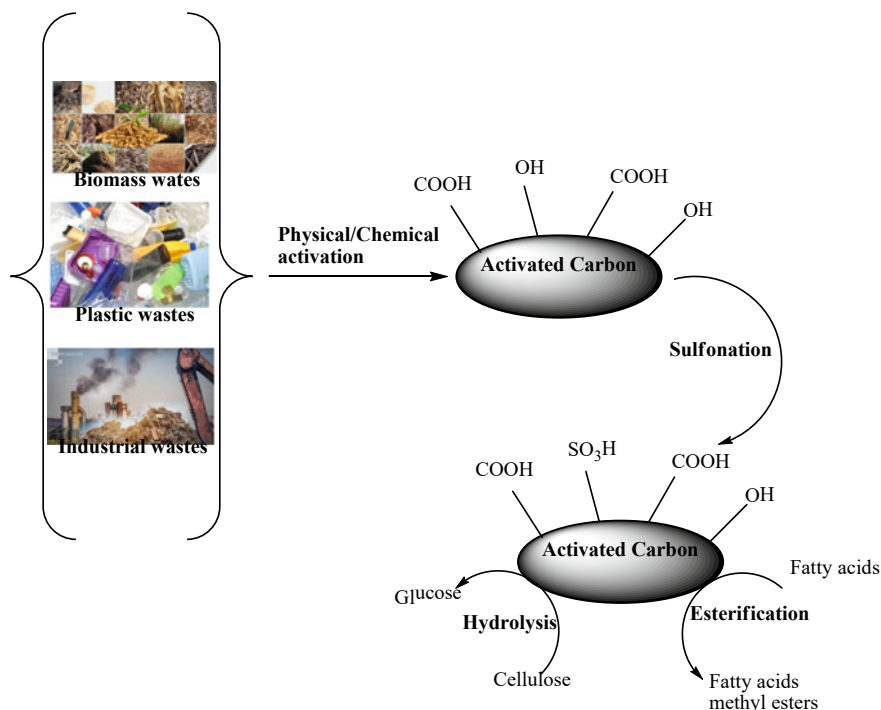 Biomass wates
Plastic wastes
Industrial wastes
Physical/Chemical
activation
COOH
OH
COOH
OH
Activated Carbon
Sulfonation
COOH
SO3H
COOH
OH
Activated Carbon
Fatty acids
Glucose
Hydrolysis
Esterification
Cellulose
Fatty acids
methyl esters